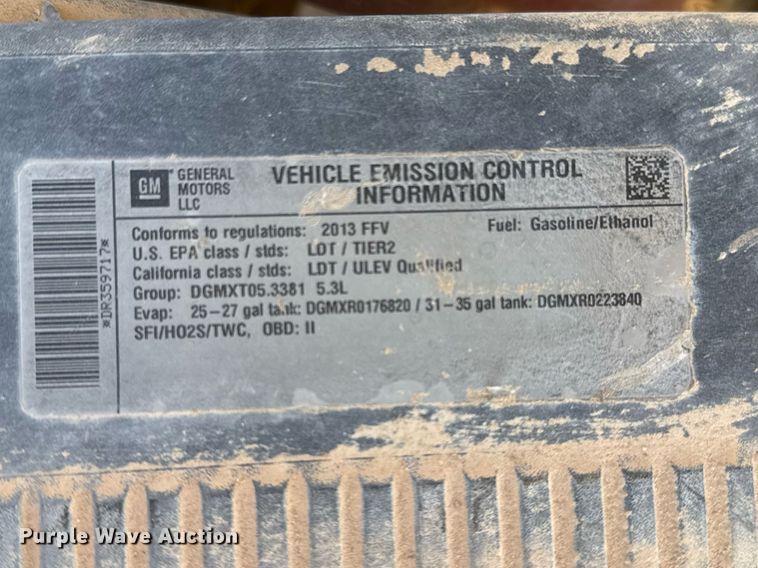 GM
GENERAL
MOTORS
LLC
VEHICLE EMISSION CONTROL
INFORMATION
Conforms to regulations: 2013 FFV Fuel: Gasoline/Ethanol
U.S. EPA class / stds: LDT / TIER2
California class / stds: LDT / ULEV Qualified
Group: DGMXT05.3381 5.3L
Evap: 25-27 gal tank: DGMXR0176820 / 31-35 gal tank: DGMXR0223840
SFI/HO2S/TWC, OBD: II
*DR359717*
Purple Wave Auction